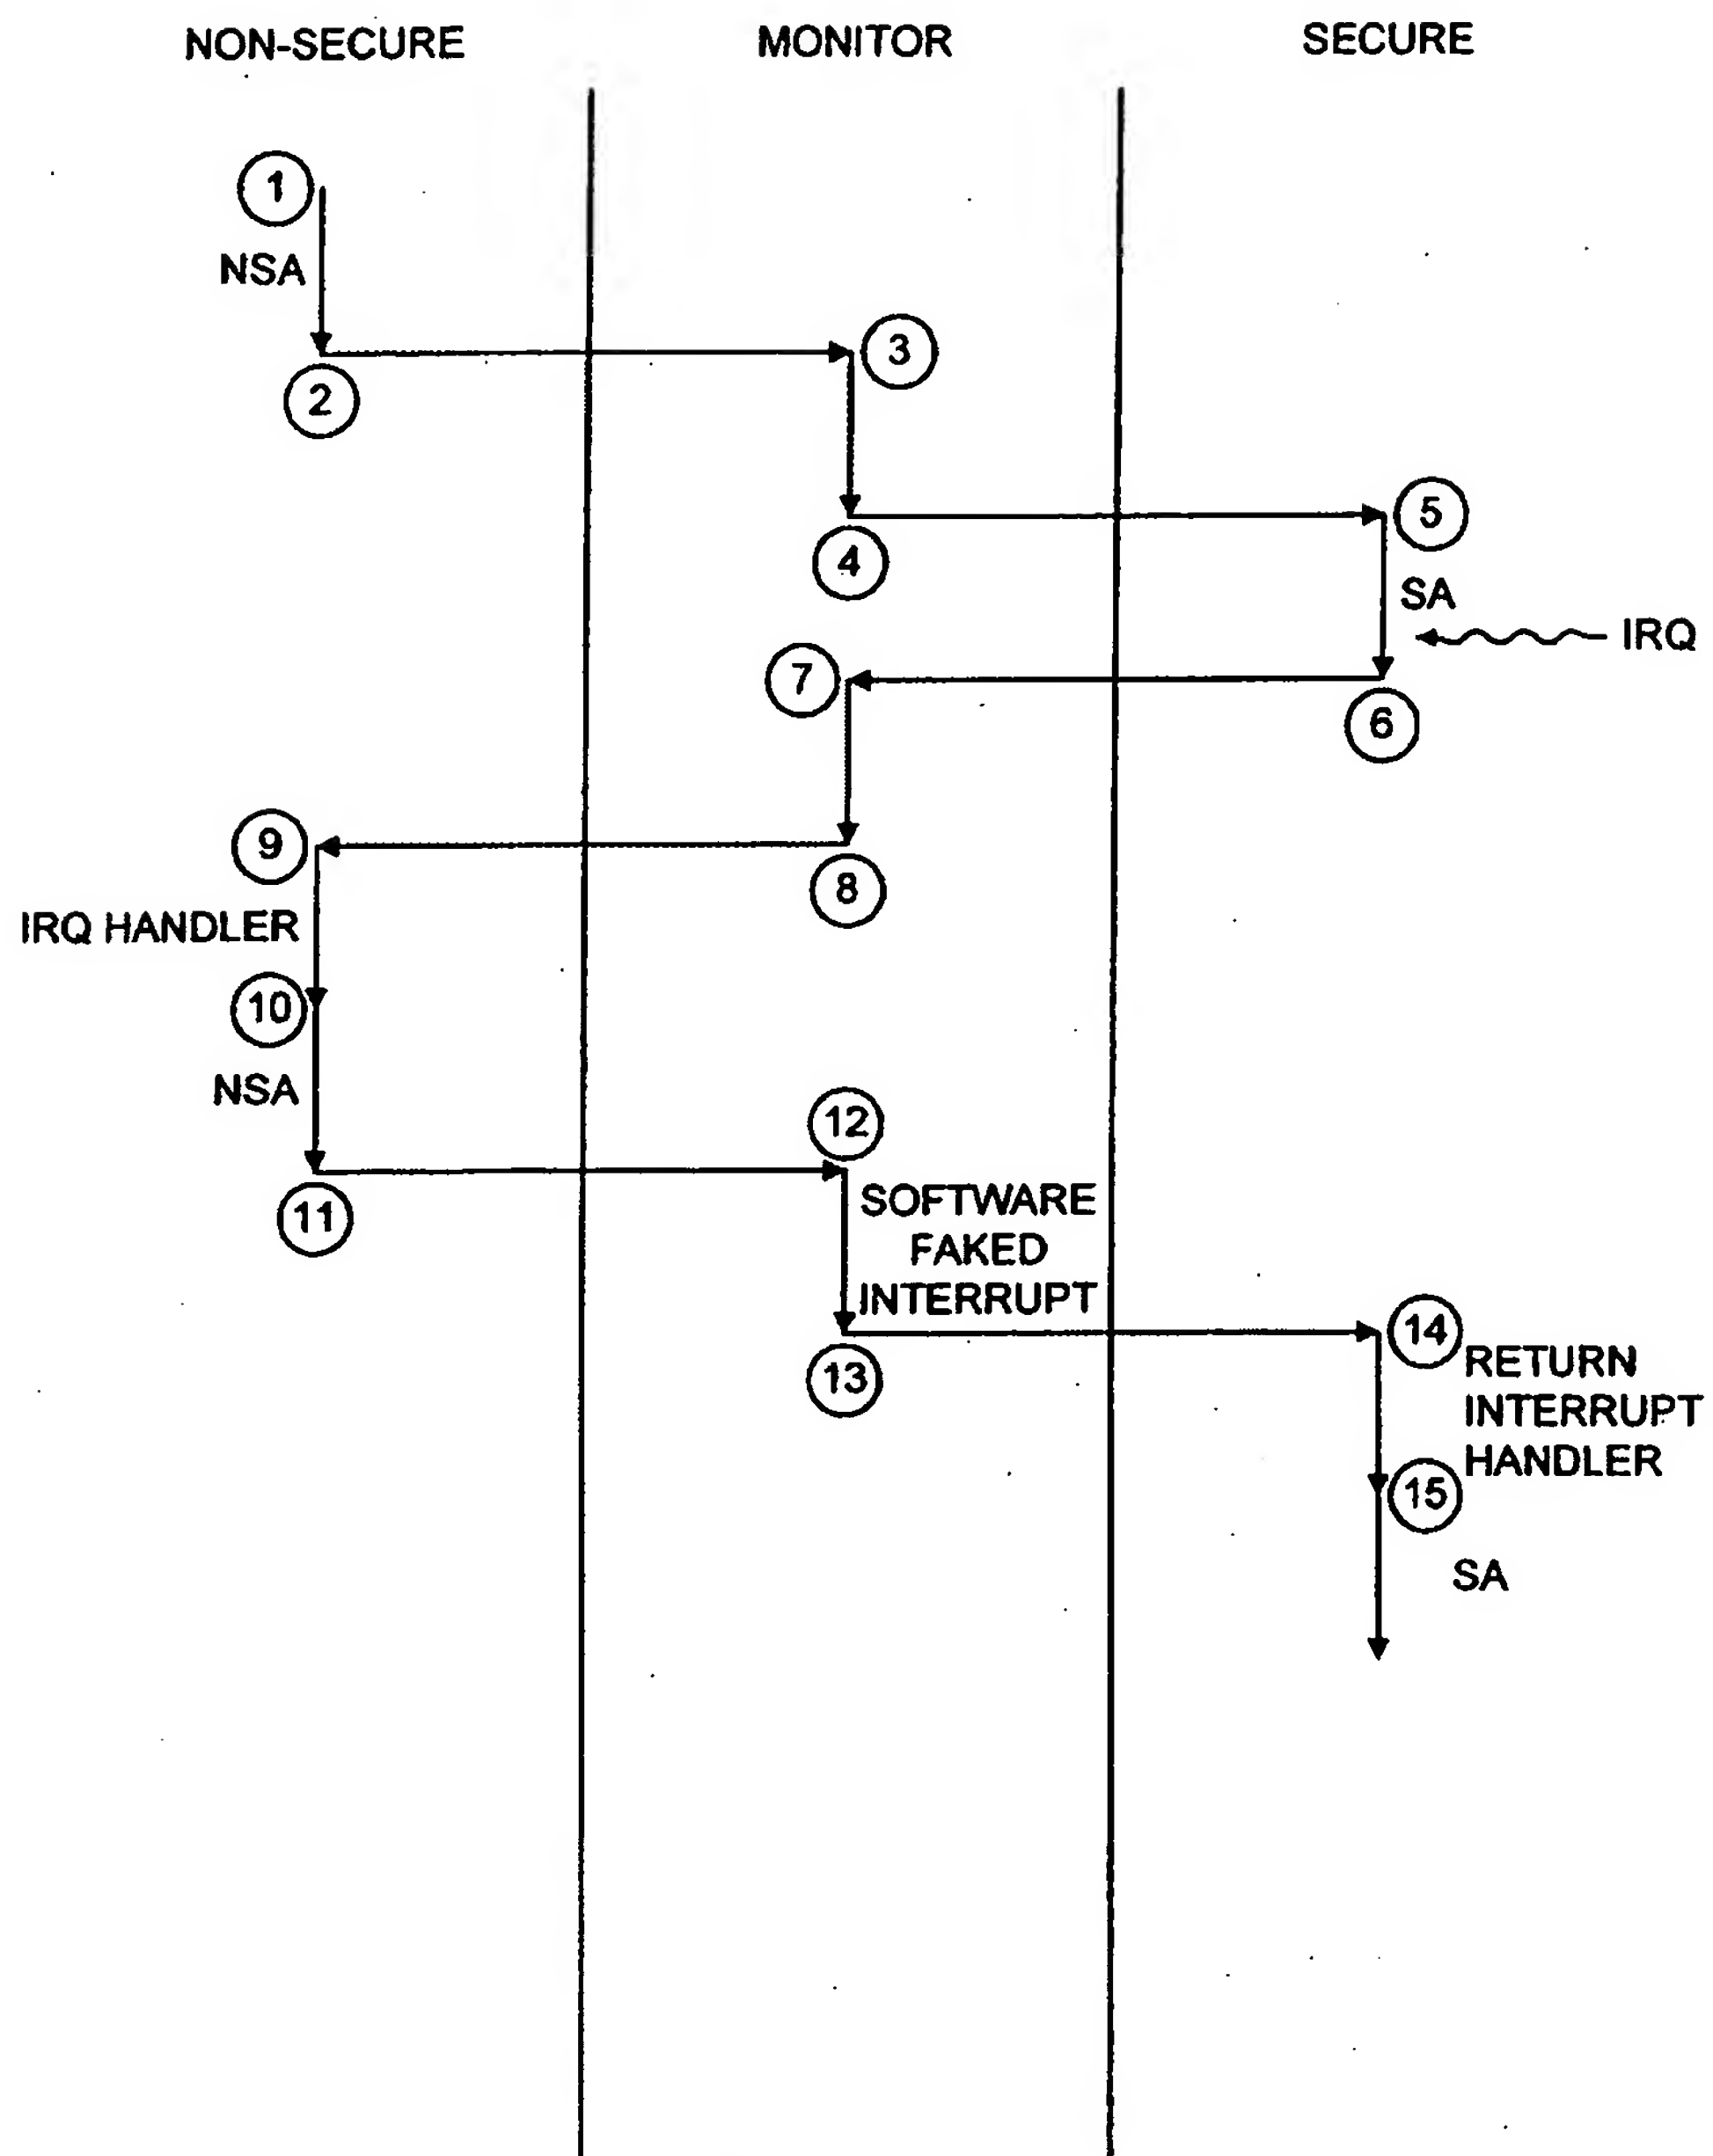 NON-SECURE
MONITOR
SECURE
1
NSA
2
3
4
5
SA
IRQ
6
7
8
9
IRQ HANDLER
10
NSA
11
12
SOFTWARE
FAKED
INTERRUPT
13
14
RETURN
INTERRUPT
HANDLER
15
SA